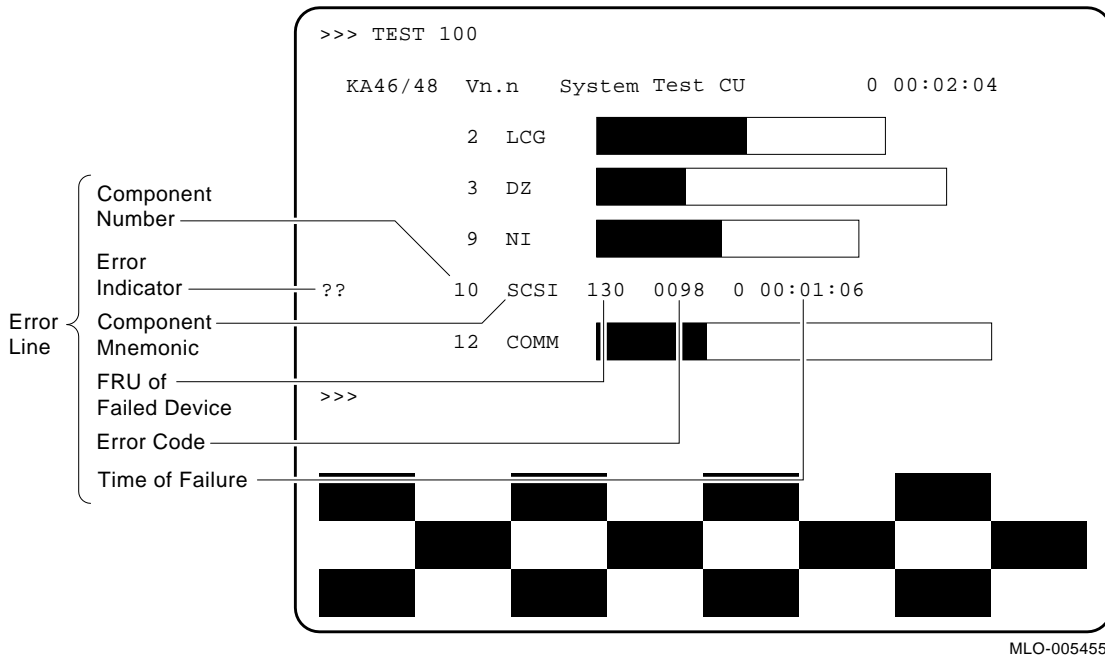 >>> TEST 100
KA46/48 Vn.n System Test CU 0 00:02:04
2 LCG
3 DZ
9 NI
?? 10 SCSI 130 0098 0 00:01:06
12 COMM
>>>
Error
Line
Component
Number
Error
Indicator
Component
Mnemonic
FRU of
Failed Device
Error Code
Time of Failure
MLO-005455